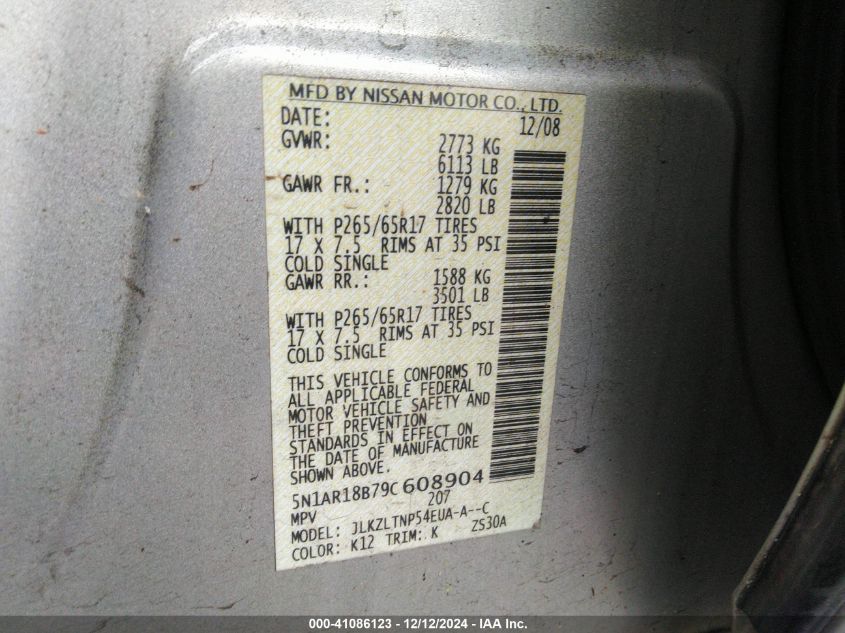 MFD BY NISSAN MOTOR CO., LTD.
DATE: 12/08
GVWR: 2773 KG
6113 LB
GAWR FR.: 1279 KG
2820 LB
WITH P265/65R17 TIRES
17 X 7.5 RIMS AT 35 PSI
COLD SINGLE
GAWR RR.: 1588 KG
3501 LB
WITH P265/65R17 TIRES
17 X 7.5 RIMS AT 35 PSI
COLD SINGLE
THIS VEHICLE CONFORMS TO
ALL APPLICABLE FEDERAL
MOTOR VEHICLE SAFETY AND
THEFT PREVENTION
STANDARDS IN EFFECT ON
THE DATE OF MANUFACTURE
SHOWN ABOVE.
5N1AR18B79C 608904
MPV 207
MODEL: JLKZLTNP54EUA-A--C
COLOR: K12 TRIM: K ZS30A
000-41086123 - 12/12/2024 - IAA Inc.